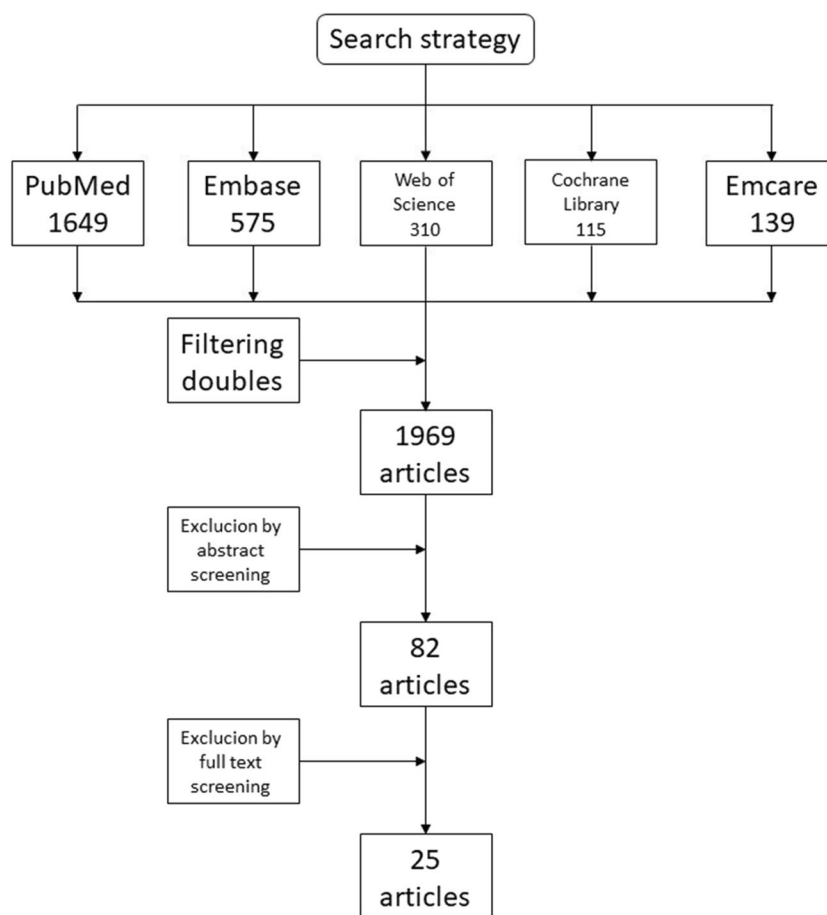 Search strategy
PubMed
1649
Embase
575
Web of
Science
310
Cochrane
Library
115
Emcare
139
Filtering
doubles
1969
articles
Exclucion by
abstract
screening
82
articles
Exclucion by
full text
screening
25
articles